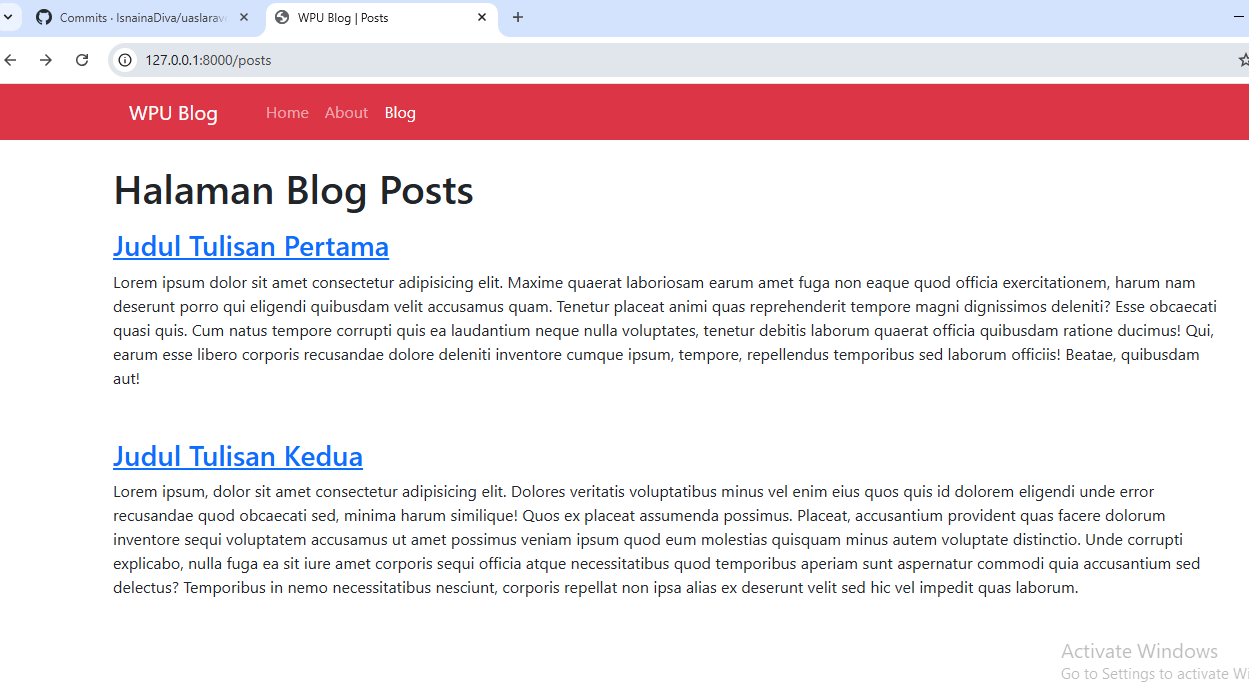 Commits · IsnainaDiva/uaslarav
WPU Blog | Posts
127.0.0.1:8000/posts
WPU Blog Home About Blog
Halaman Blog Posts
Judul Tulisan Pertama
Lorem ipsum dolor sit amet consectetur adipisicing elit. Maxime quaerat laboriosam earum amet fuga non eaque quod officia exercitationem, harum nam
deserunt porro qui eligendi quibusdam velit accusamus quam. Tenetur placeat animi quas reprehenderit tempore magni dignissimos deleniti? Esse obcaecati
quasi quis. Cum natus tempore corrupti quis ea laudantium neque nulla voluptates, tenetur debitis laborum quaerat officia quibusdam ratione ducimus! Qui,
earum esse libero corporis recusandae dolore deleniti inventore cumque ipsum, tempore, repellendus temporibus sed laborum officiis! Beatae, quibusdam
aut!
Judul Tulisan Kedua
Lorem ipsum, dolor sit amet consectetur adipisicing elit. Dolores veritatis voluptatibus minus vel enim eius quos quis id dolorem eligendi unde error
recusandae quod obcaecati sed, minima harum similique! Quos ex placeat assumenda possimus. Placeat, accusantium provident quas facere dolorum
inventore sequi voluptatem accusamus ut amet possimus veniam ipsum quod eum molestias quisquam minus autem voluptate distinctio. Unde corrupti
explicabo, nulla fuga ea sit iure amet corporis sequi officia atque necessitatibus quod temporibus aperiam sunt aspernatur commodi quia accusantium sed
delectus? Temporibus in nemo necessitatibus nesciunt, corporis repellat non ipsa alias ex deserunt velit sed hic vel impedit quas laborum.
Activate Windows
Go to Settings to activate Wi